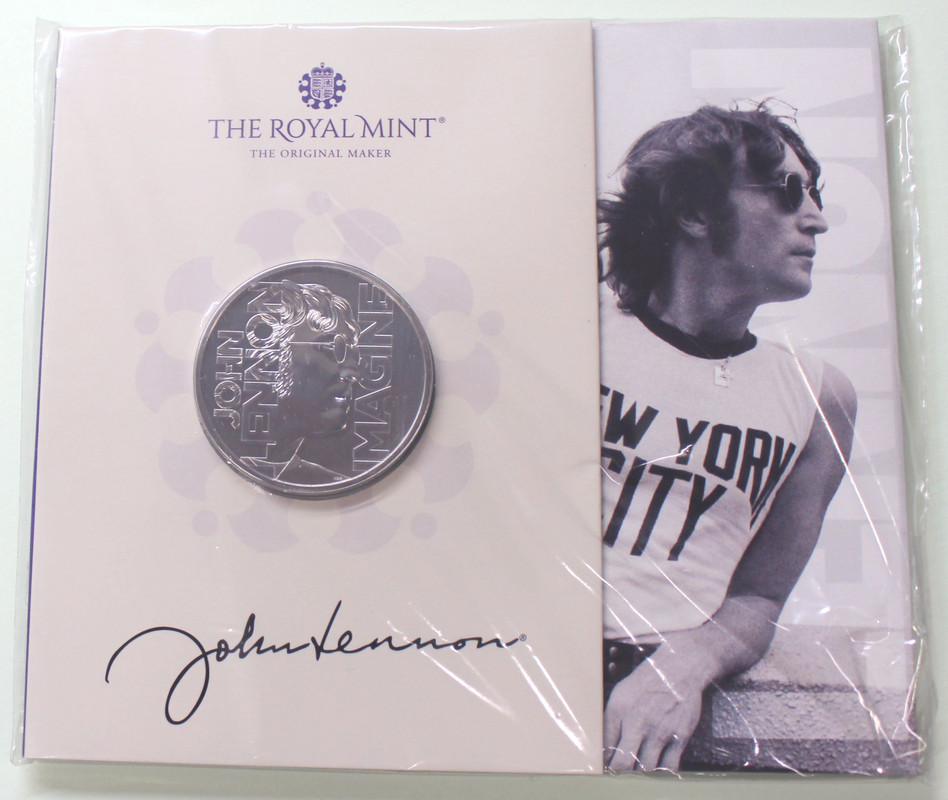 THE ROYAL MINT®
THE ORIGINAL MAKER
JOHN
LENNON
IMAGINE
John Lennon®
NEW YORK
CITY